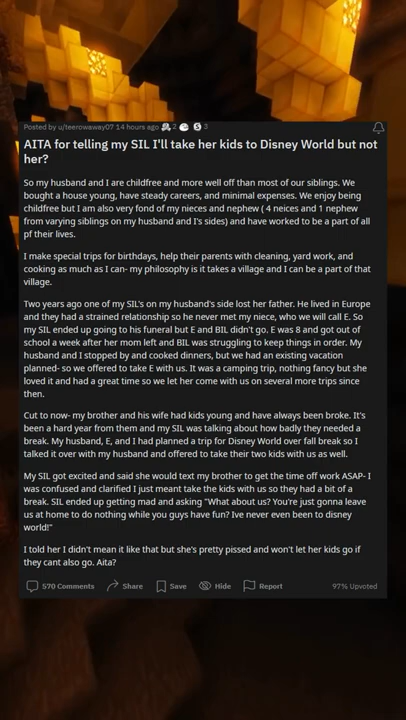 Posted by u/teerowaway07 14 hours ago 2 3
AITA for telling my SIL I'll take her kids to Disney World but not
her?
So my husband and I are childfree and more well off than most of our siblings. We
bought a house young, have steady careers, and minimal expenses. We enjoy being
childfree but I am also very fond of my nieces and nephew ( 4 neices and 1 nephew
from varying siblings on my husband and I's sides) and have worked to be a part of all
pf their lives.
I make special trips for birthdays, help their parents with cleaning, yard work, and
cooking as much as I can- my philosophy is it takes a village and I can be a part of that
village.
Two years ago one of my SIL's on my husband's side lost her father. He lived in Europe
and they had a strained relationship so he never met my niece, who we will call E. So
my SIL ended up going to his funeral but E and BIL didn't go. E was 8 and got out of
school a week after her mom left and BIL was struggling to keep things in order. My
husband and I stopped by and cooked dinners, but we had an existing vacation
planned- so we offered to take E with us. It was a camping trip, nothing fancy but she
loved it and had a great time so we let her come with us on several more trips since
then.
Cut to now- my brother and his wife had kids young and have always been broke. It's
been a hard year from them and my SIL was talking about how badly they needed a
break. My husband, E, and I had planned a trip for Disney World over fall break so I
talked it over with my husband and offered to take their two kids with us as well.
My SIL got excited and said she would text my brother to get the time off work ASAP- I
was confused and clarified I just meant take the kids with us so they had a bit of a
break. SIL ended up getting mad and asking "What about us? You're just gonna leave
us at home to do nothing while you guys have fun? Ive never even been to disney
world!"
I told her I didn't mean it like that but she's pretty pissed and won't let her kids go if
they cant also go. Aita?
570 Comments Share Save Hide Report 97% Upvoted